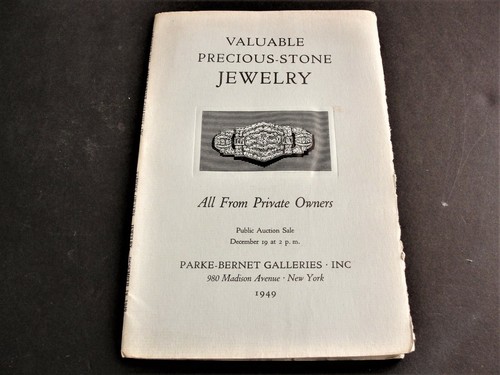 VALUABLE
PRECIOUS-STONE
JEWELRY
All From Private Owners
Public Auction Sale
December 19 at 2 p. m.
PARKE-BERNET GALLERIES · INC
980 Madison Avenue · New York
1949